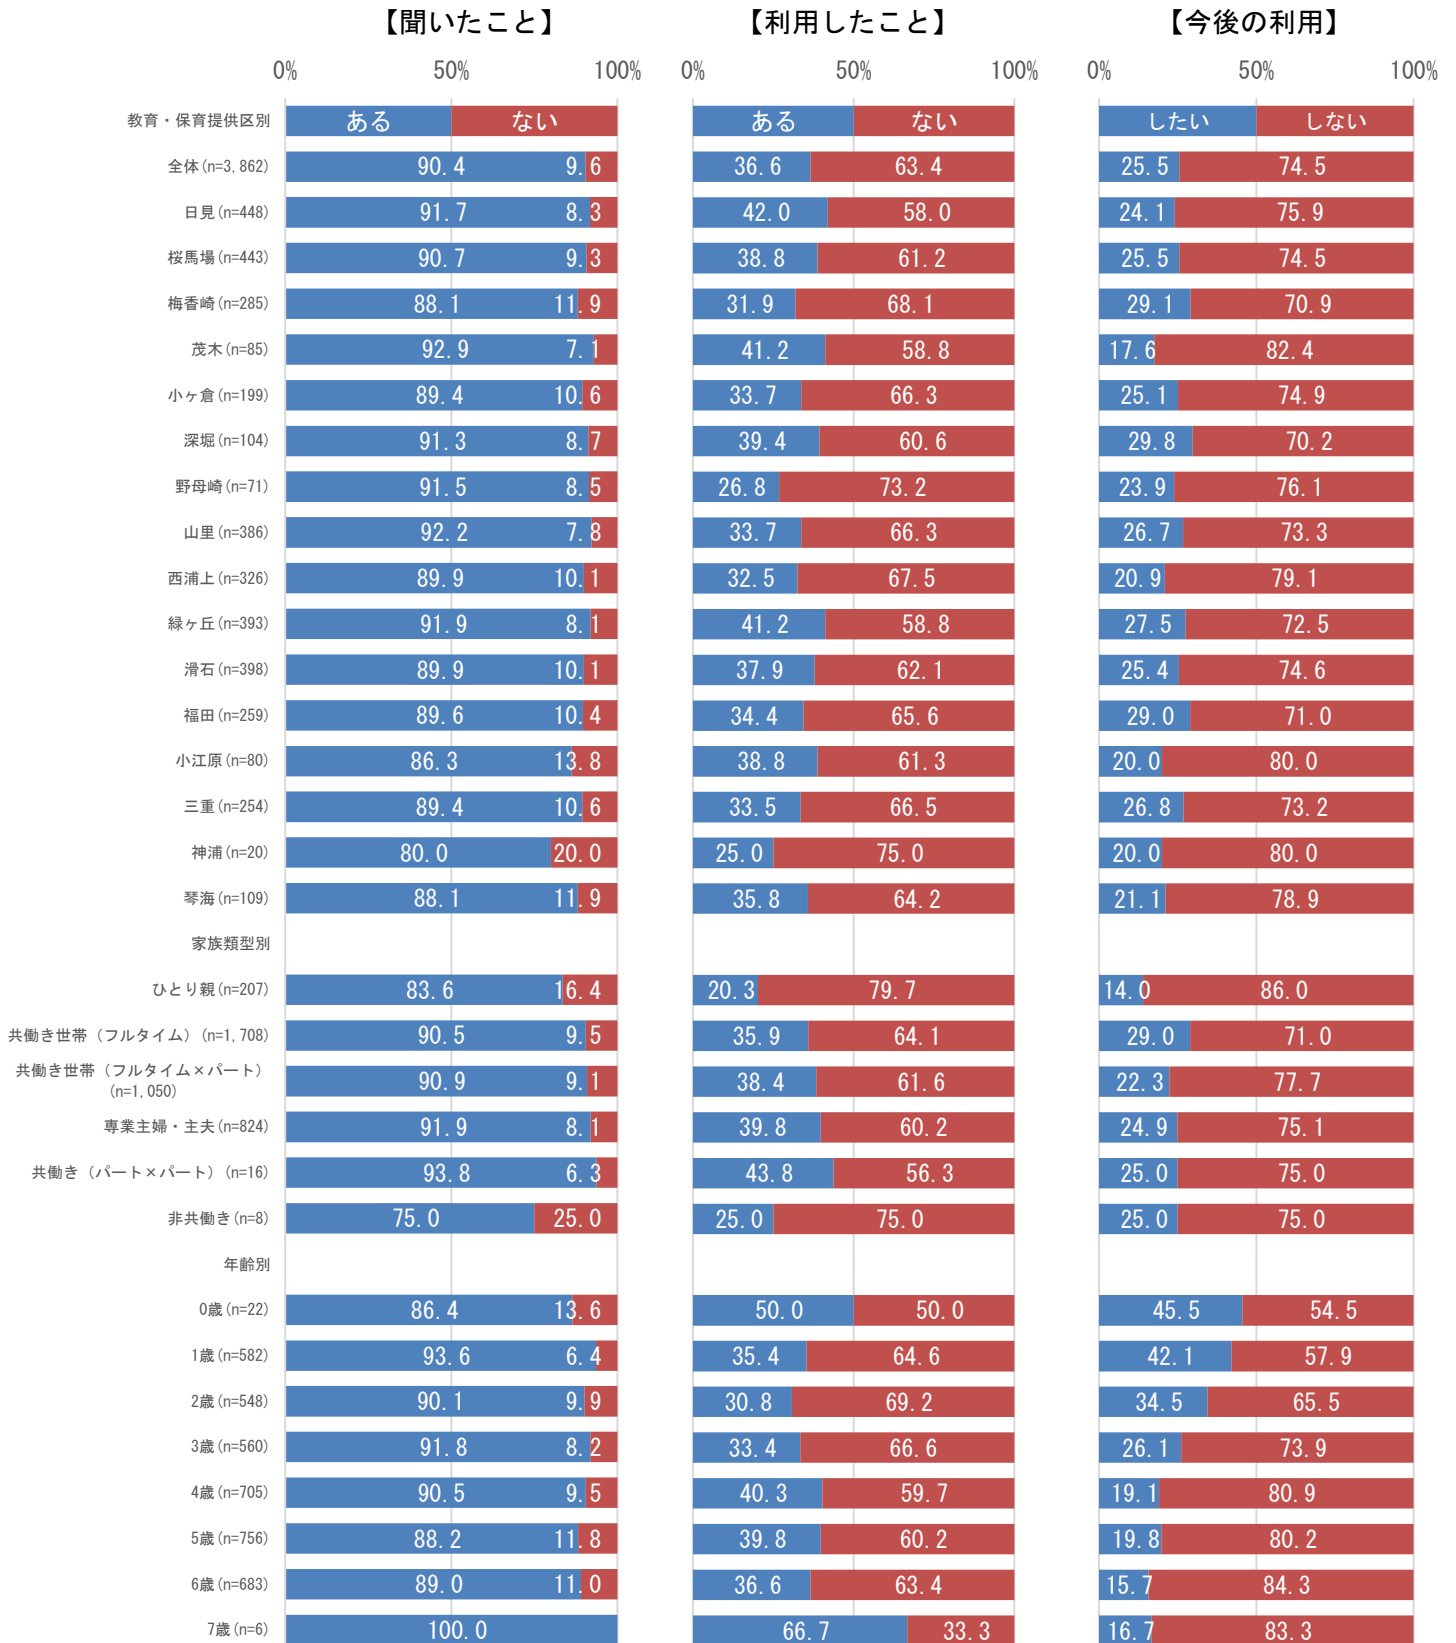 【聞いたこと】 【利用したこと】 【今後の利用】
0% 50% 100% 0% 50% 100% 0% 50% 100%
教育・保育提供区別 ある ない ある ない したい しない
全体(n=3,862) 90.4 9.6 36.6 63.4 25.5 74.5
日見(n=448) 91.7 8.3 42.0 58.0 24.1 75.9
桜馬場(n=443) 90.7 9.3 38.8 61.2 25.5 74.5
梅香崎(n=285) 88.1 11.9 31.9 68.1 29.1 70.9
茂木(n=85) 92.9 7.1 41.2 58.8 17.6 82.4
小ヶ倉(n=199) 89.4 10.6 33.7 66.3 25.1 74.9
深堀(n=104) 91.3 8.7 39.4 60.6 29.8 70.2
野母崎(n=71) 91.5 8.5 26.8 73.2 23.9 76.1
山里(n=386) 92.2 7.8 33.7 66.3 26.7 73.3
西浦上(n=326) 89.9 10.1 32.5 67.5 20.9 79.1
緑ヶ丘(n=393) 91.9 8.1 41.2 58.8 27.5 72.5
滑石(n=398) 89.9 10.1 37.9 62.1 25.4 74.6
福田(n=259) 89.6 10.4 34.4 65.6 29.0 71.0
小江原(n=80) 86.3 13.8 38.8 61.3 20.0 80.0
三重(n=254) 89.4 10.6 33.5 66.5 26.8 73.2
神浦(n=20) 80.0 20.0 25.0 75.0 20.0 80.0
琴海(n=109) 88.1 11.9 35.8 64.2 21.1 78.9
家族類型別
ひとり親(n=207) 83.6 16.4 20.3 79.7 14.0 86.0
共働き世帯（フルタイム）(n=1,708) 90.5 9.5 35.9 64.1 29.0 71.0
共働き世帯（フルタイム×パート）
(n=1,050) 90.9 9.1 38.4 61.6 22.3 77.7
専業主婦・主夫(n=824) 91.9 8.1 39.8 60.2 24.9 75.1
共働き（パート×パート）(n=16) 93.8 6.3 43.8 56.3 25.0 75.0
非共働き(n=8) 75.0 25.0 25.0 75.0 25.0 75.0
年齢別
0歳(n=22) 86.4 13.6 50.0 50.0 45.5 54.5
1歳(n=582) 93.6 6.4 35.4 64.6 42.1 57.9
2歳(n=548) 90.1 9.9 30.8 69.2 34.5 65.5
3歳(n=560) 91.8 8.2 33.4 66.6 26.1 73.9
4歳(n=705) 90.5 9.5 40.3 59.7 19.1 80.9
5歳(n=756) 88.2 11.8 39.8 60.2 19.8 80.2
6歳(n=683) 89.0 11.0 36.6 63.4 15.7 84.3
7歳(n=6) 100.0 66.7 33.3 16.7 83.3